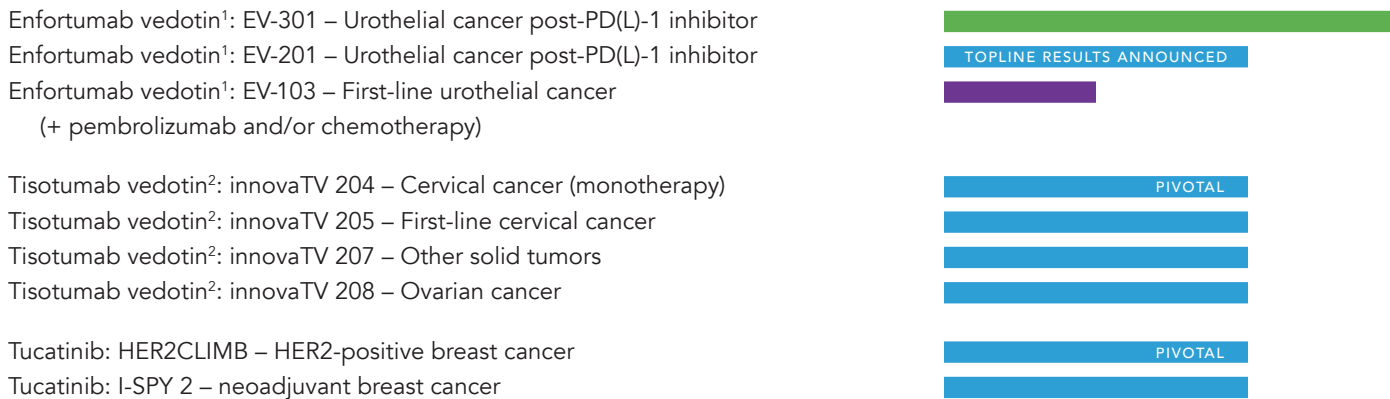 Enfortumab vedotin¹: EV-301 – Urothelial cancer post-PD(L)-1 inhibitor
Enfortumab vedotin¹: EV-201 – Urothelial cancer post-PD(L)-1 inhibitor TOPLINE RESULTS ANNOUNCED
Enfortumab vedotin¹: EV-103 – First-line urothelial cancer
(+ pembrolizumab and/or chemotherapy)
Tisotumab vedotin²: innovaTV 204 – Cervical cancer (monotherapy) PIVOTAL
Tisotumab vedotin²: innovaTV 205 – First-line cervical cancer
Tisotumab vedotin²: innovaTV 207 – Other solid tumors
Tisotumab vedotin²: innovaTV 208 – Ovarian cancer
Tucatinib: HER2CLIMB – HER2-positive breast cancer PIVOTAL
Tucatinib: I-SPY 2 – neoadjuvant breast cancer